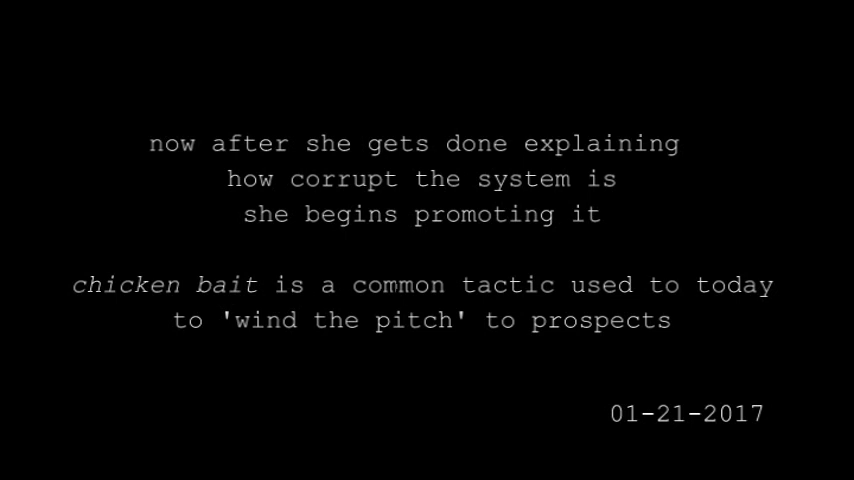 now after she gets done explaining
how corrupt the system is
she begins promoting it
chicken bait is a common tactic used to today
to 'wind the pitch' to prospects
01-21-2017